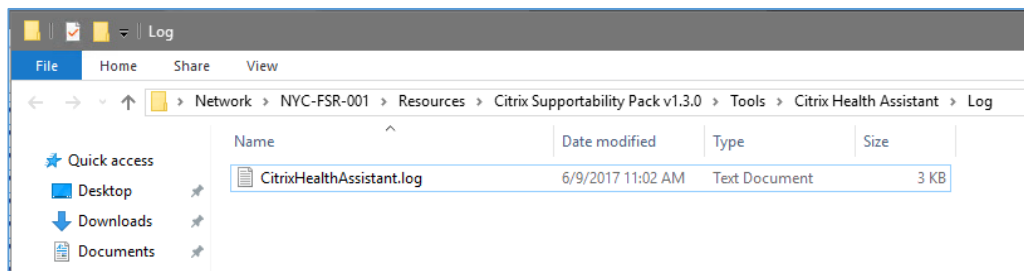 Log
File Home Share View
Network > NYC-FSR-001 > Resources > Citrix Supportability Pack v1.3.0 > Tools > Citrix Health Assistant > Log
Name Date modified Type Size
Quick access
CitrixHealthAssistant.log 6/9/2017 11:02 AM Text Document 3 KB
Desktop
Downloads
Documents